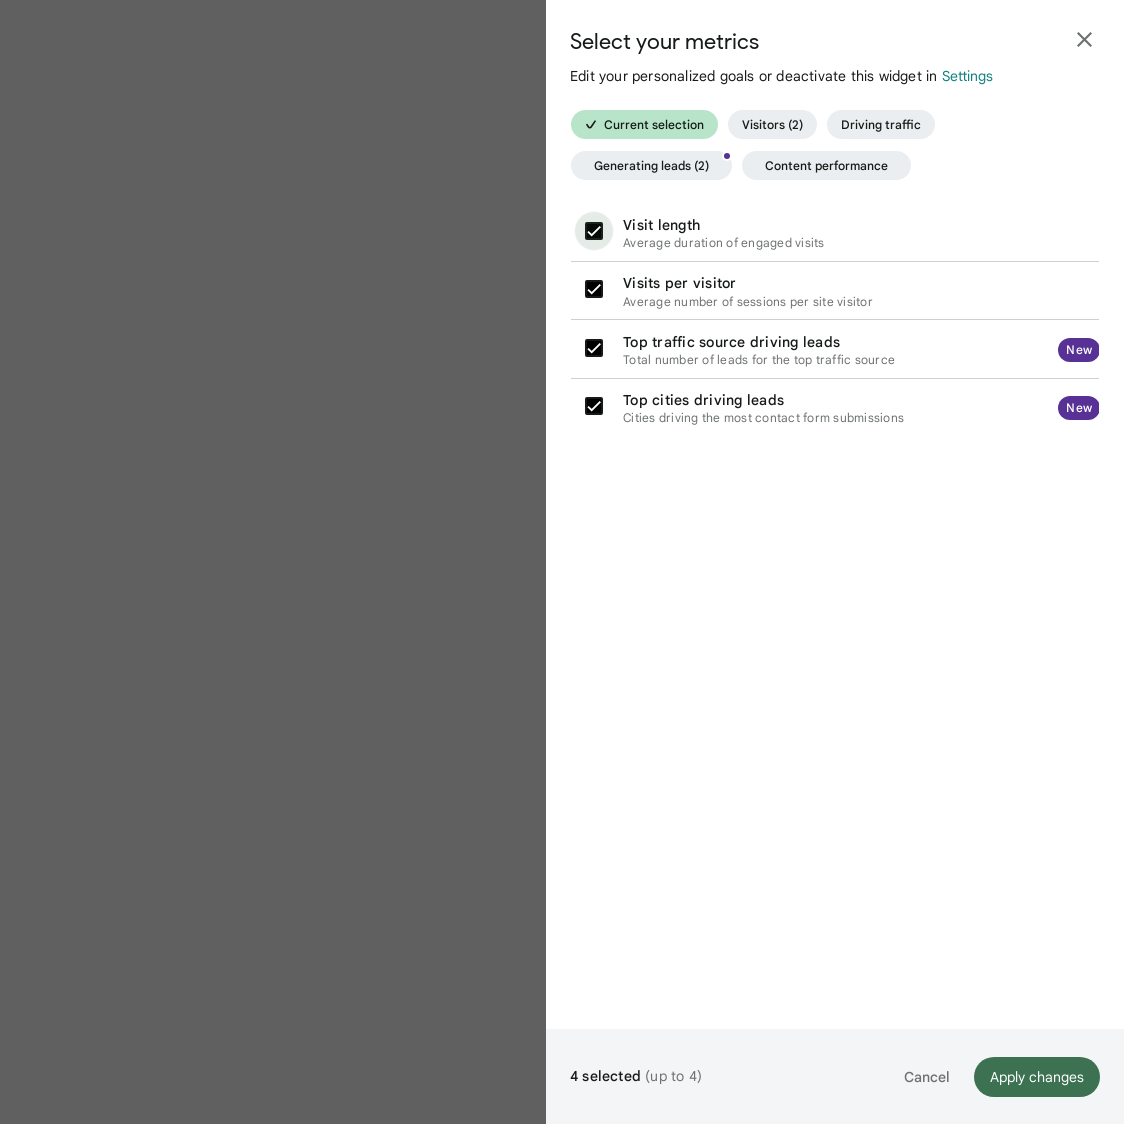 Select your metrics
Edit your personalized goals or deactivate this widget in Settings
Current selection
Visitors (2)
Driving traffic
Generating leads (2)
Content performance
Visit length
Average duration of engaged visits
Visits per visitor
Average number of sessions per site visitor
Top traffic source driving leads
Total number of leads for the top traffic source
New
Top cities driving leads
Cities driving the most contact form submissions
New
4 selected (up to 4)
Cancel
Apply changes